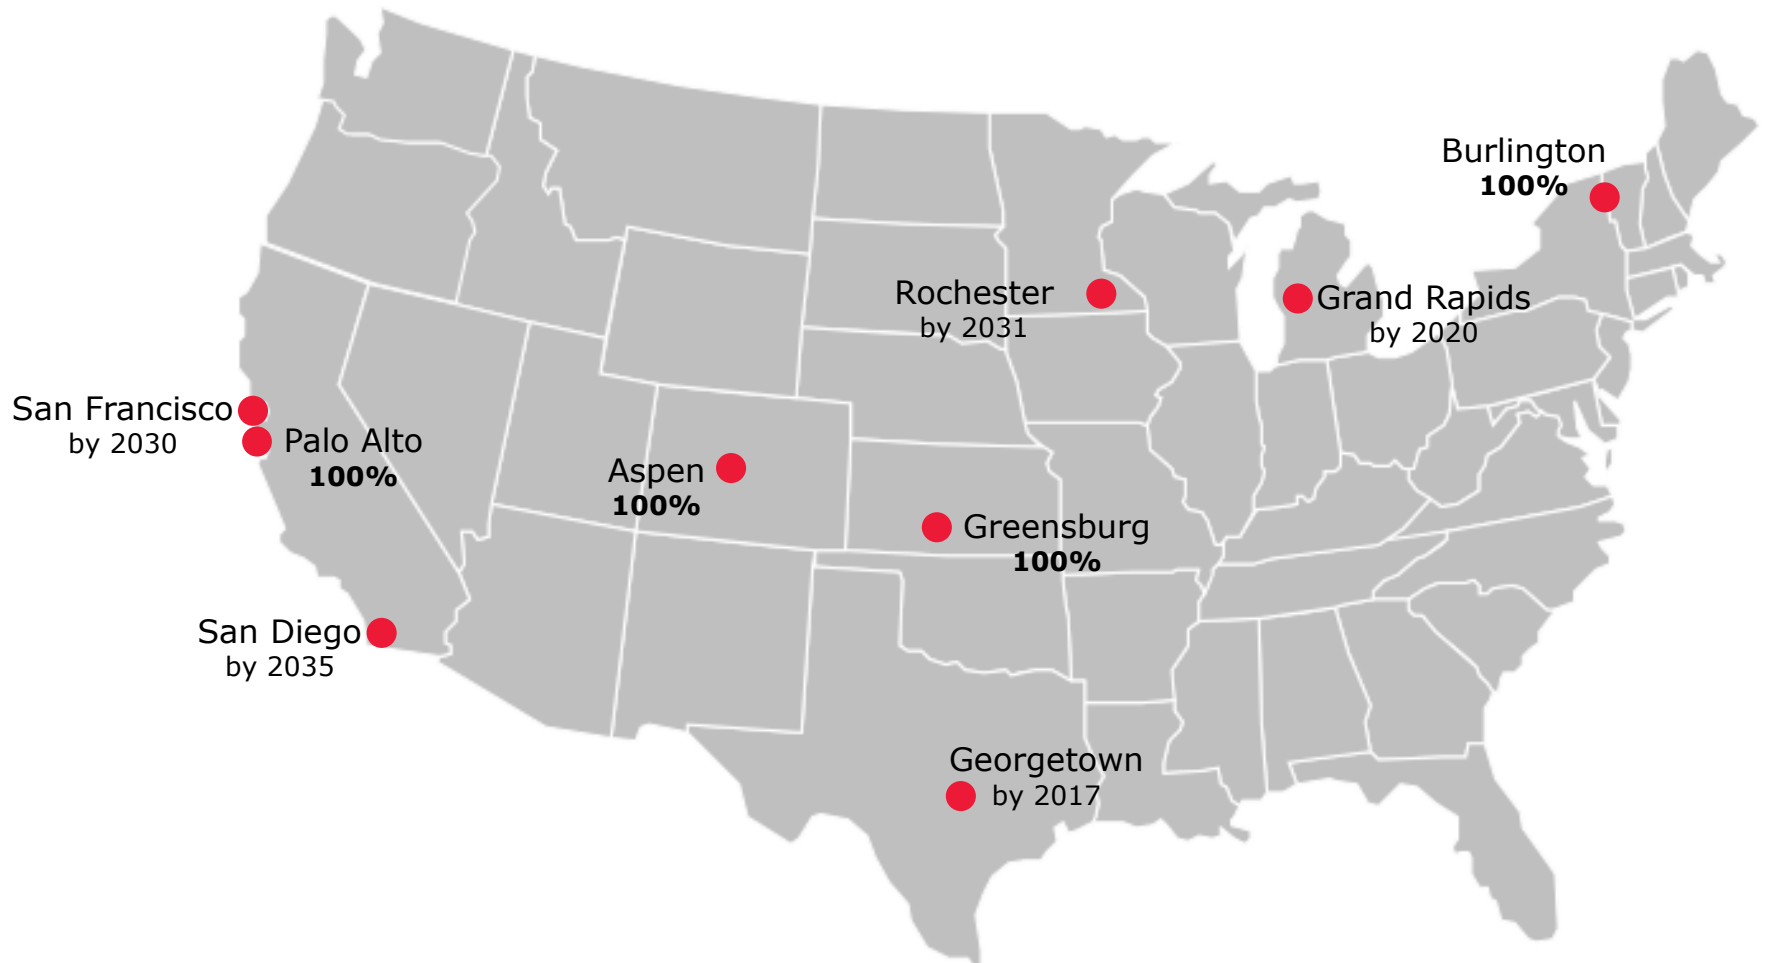 Burlington
100%
Rochester
by 2031
Grand Rapids
by 2020
San Francisco
by 2030
Palo Alto
100%
Aspen
100%
Greensburg
100%
San Diego
by 2035
Georgetown
by 2017